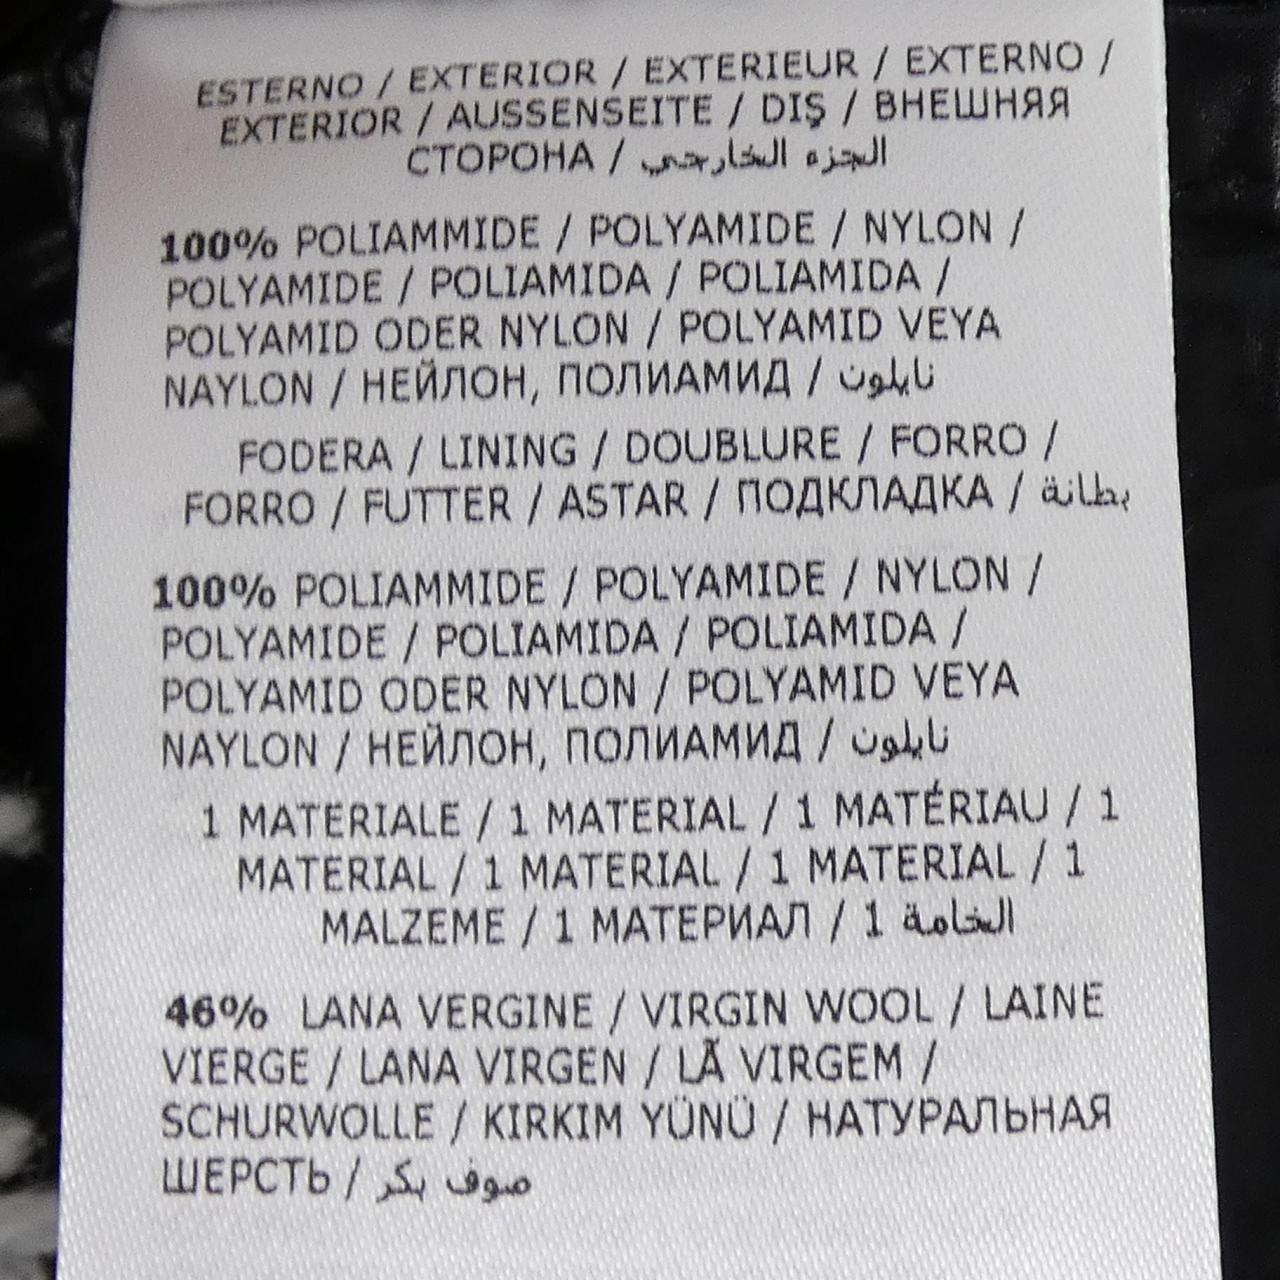 ESTERNO / EXTERIOR / EXTERIEUR / EXTERNO /
EXTERIOR / AUSSENSEITE / DIŞ / ВНЕШНЯЯ
СТОРОНА / الجزء الخارجي
100% POLIAMMIDE / POLYAMIDE / NYLON /
POLYAMIDE / POLIAMIDA / POLIAMIDA /
POLYAMID ODER NYLON / POLYAMID VEYA
NAYLON / НЕЙЛОН, ПОЛИАМИД / نايلون
FODERA / LINING / DOUBLURE / FORRO /
FORRO / FUTTER / ASTAR / ПОДКЛАДКА / بطانة
100% POLIAMMIDE / POLYAMIDE / NYLON /
POLYAMIDE / POLIAMIDA / POLIAMIDA /
POLYAMID ODER NYLON / POLYAMID VEYA
NAYLON / НЕЙЛОН, ПОЛИАМИД / نايلون
1 MATERIALE / 1 MATERIAL / 1 MATÉRIAU / 1
MATERIAL / 1 MATERIAL / 1 MATERIAL / 1
MALZEME / 1 МАТЕРИАЛ / 1 الخامة
46% LANA VERGINE / VIRGIN WOOL / LAINE
VIERGE / LANA VIRGEN / LÃ VIRGEM /
SCHURWOLLE / KIRKIM YÜNÜ / НАТУРАЛЬНАЯ
ШЕРСТЬ / صوف بكر